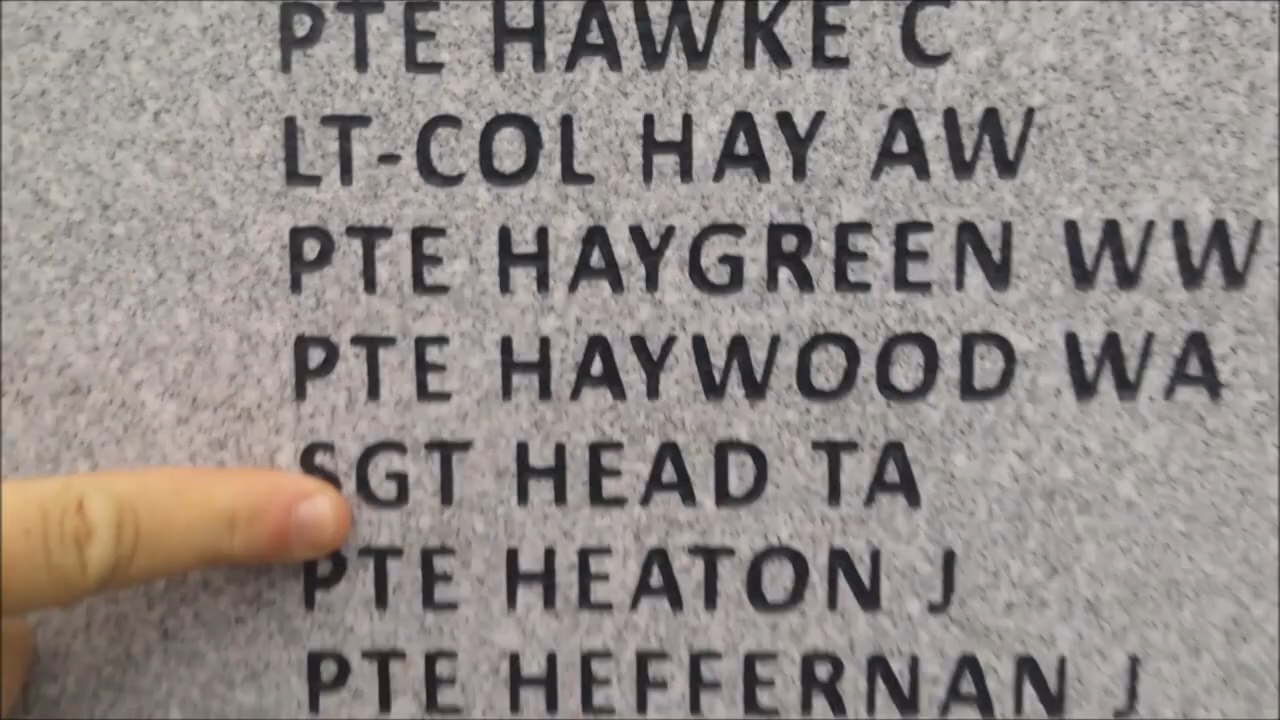 PTE HAWKE C
LT-COL HAY AW
PTE HAYGREEN WW
PTE HAYWOOD WA
SGT HEAD TA
PTE HEATON J
PTE HEFFERNAN J